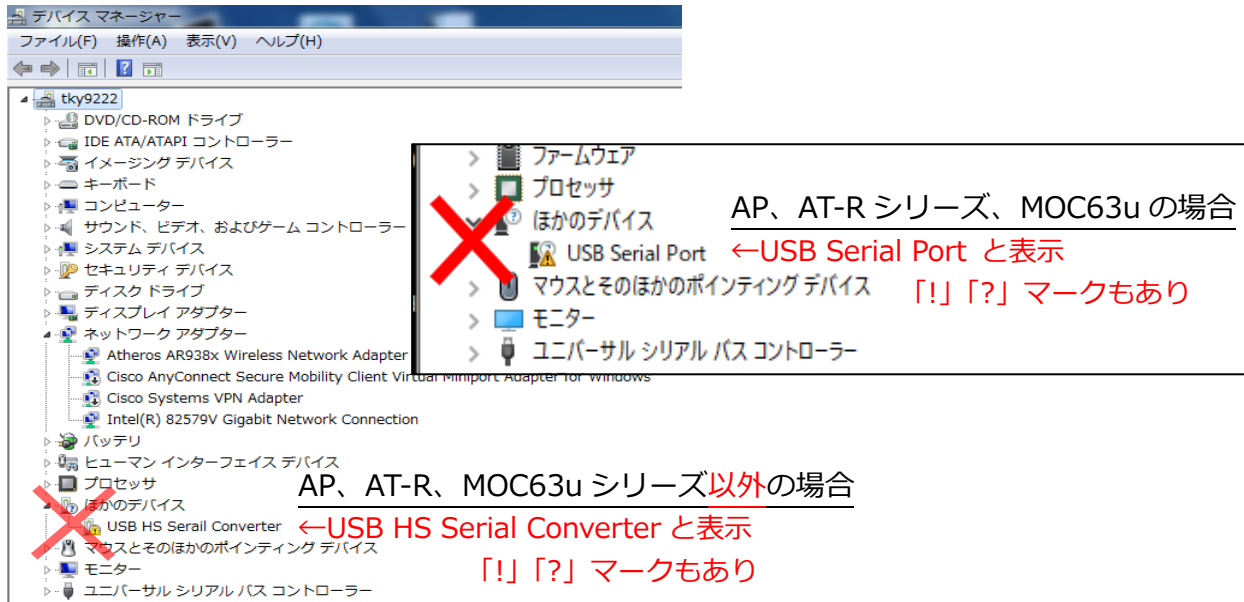 デバイス マネージャー
ファイル(F) 操作(A) 表示(V) ヘルプ(H)
tky9222
DVD/CD-ROM ドライブ
IDE ATA/ATAPI コントローラー
イメージング デバイス
キーボード
コンピューター
サウンド、ビデオ、およびゲーム コントローラー
システム デバイス
セキュリティ デバイス
ディスク ドライブ
ディスプレイ アダプター
ネットワーク アダプター
Atheros AR938x Wireless Network Adapter
Cisco AnyConnect Secure Mobility Client Virtual Miniport Adapter for Windows
Cisco Systems VPN Adapter
Intel(R) 82579V Gigabit Network Connection
バッテリ
ヒューマン インターフェイス デバイス
プロセッサ
ほかのデバイス
USB HS Serail Converter
マウスとそのほかのポインティング デバイス
モニター
ユニバーサル シリアル バス コントローラー
ファームウェア
プロセッサ
ほかのデバイス
USB Serial Port
マウスとそのほかのポインティング デバイス
モニター
ユニバーサル シリアル バス コントローラー
AP、AT-R シリーズ、MOC63u の場合
←USB Serial Port と表示
「!」「?」マークもあり
AP、AT-R、MOC63u シリーズ以外の場合
←USB HS Serial Converter と表示
「!」「?」マークもあり